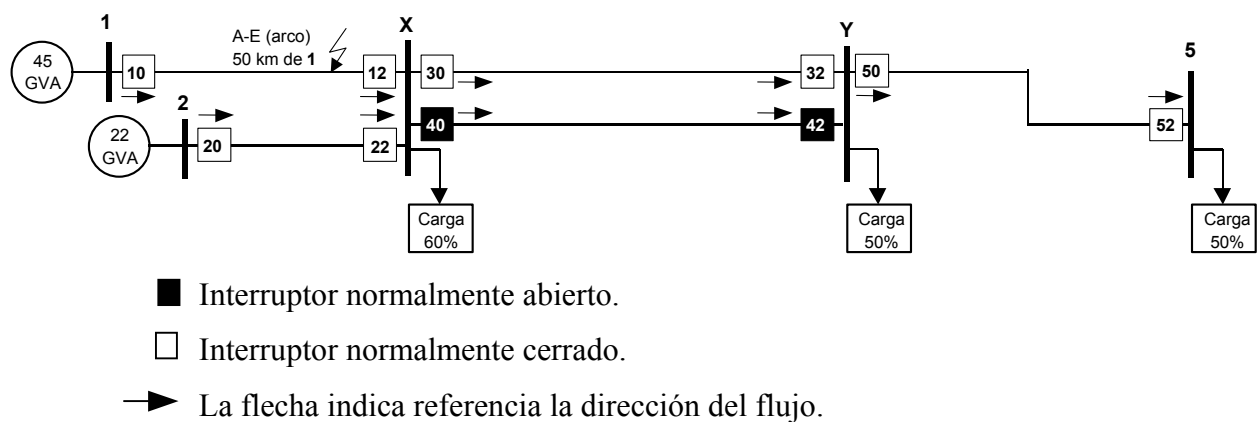 1
45
GVA
10
A-E (arco)
50 km de 1
12
X
30
32
Y
50
5
2
22
GVA
20
22
40
42
52
Carga
60%
Carga
50%
Carga
50%
Interruptor normalmente abierto.
Interruptor normalmente cerrado.
La flecha indica referencia la dirección del flujo.